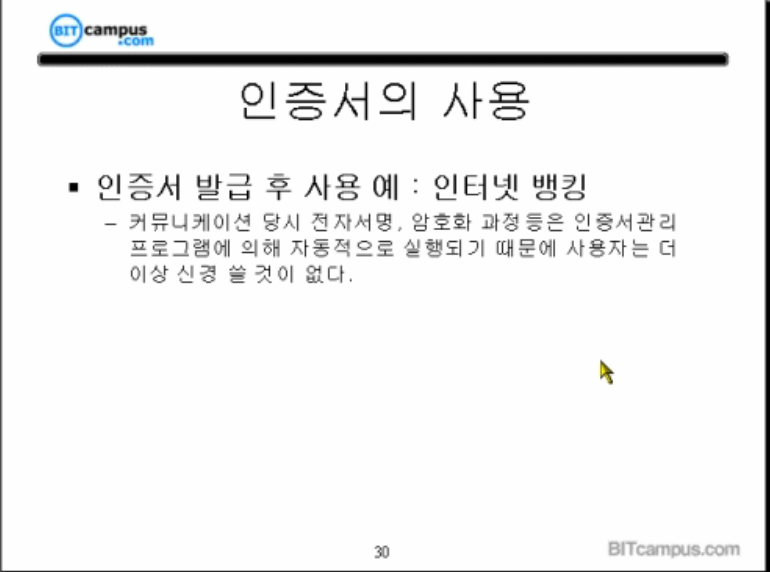 BIT campus
.com
인증서의 사용
▪ 인증서 발급 후 사용 예 : 인터넷 뱅킹
– 커뮤니케이션 당시 전자서명, 암호화 과정등은 인증서관리
프로그램에 의해 자동적으로 실행되기 때문에 사용자는 더
이상 신경 쓸 것이 없다.
30
BITcampus.com